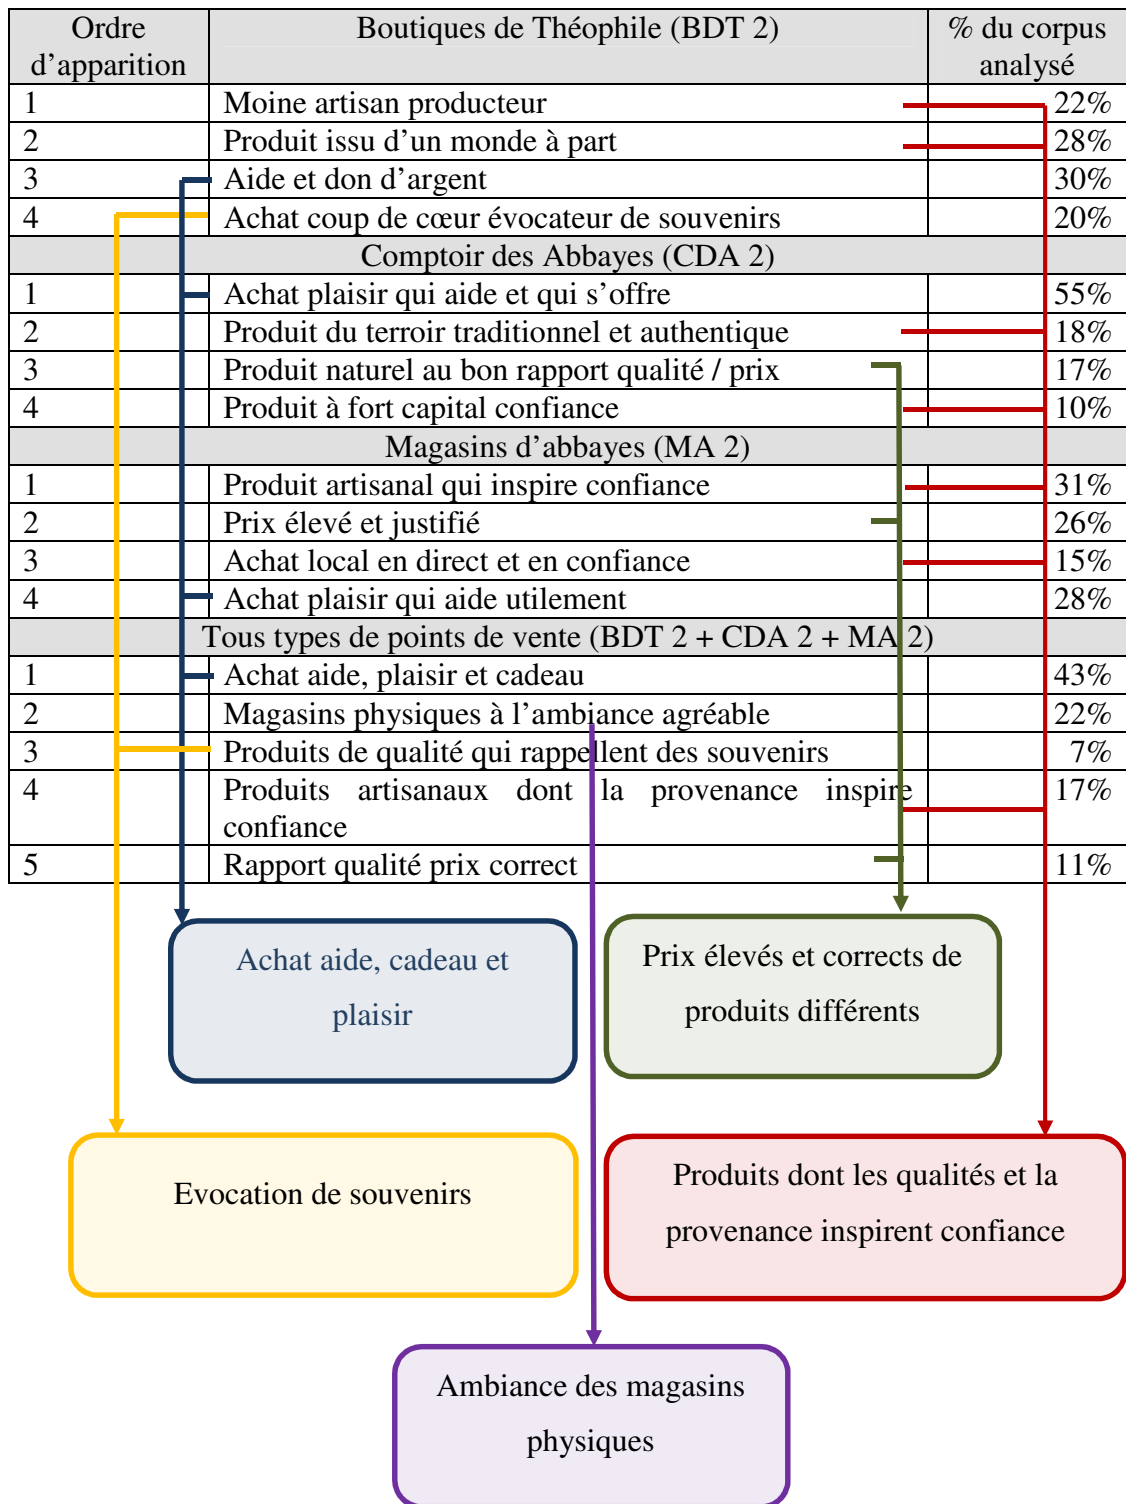 Ordre d’apparition Boutiques de Théophile (BDT 2) % du corpus analysé
1 Moine artisan producteur 22%
2 Produit issu d’un monde à part 28%
3 Aide et don d’argent 30%
4 Achat coup de cœur évocateur de souvenirs 20%
Comptoir des Abbayes (CDA 2)
1 Achat plaisir qui aide et qui s’offre 55%
2 Produit du terroir traditionnel et authentique 18%
3 Produit naturel au bon rapport qualité / prix 17%
4 Produit à fort capital confiance 10%
Magasins d’abbayes (MA 2)
1 Produit artisanal qui inspire confiance 31%
2 Prix élevé et justifié 26%
3 Achat local en direct et en confiance 15%
4 Achat plaisir qui aide utilement 28%
Tous types de points de vente (BDT 2 + CDA 2 + MA 2)
1 Achat aide, plaisir et cadeau 43%
2 Magasins physiques à l’ambiance agréable 22%
3 Produits de qualité qui rappellent des souvenirs 7%
4 Produits artisanaux dont la provenance inspire 17%
confiance
5 Rapport qualité prix correct 11%
Achat aide, cadeau et
plaisir
Prix élevés et corrects de
produits différents
Evocation de souvenirs
Produits dont les qualités et la
provenance inspirent confiance
Ambiance des magasins
physiques